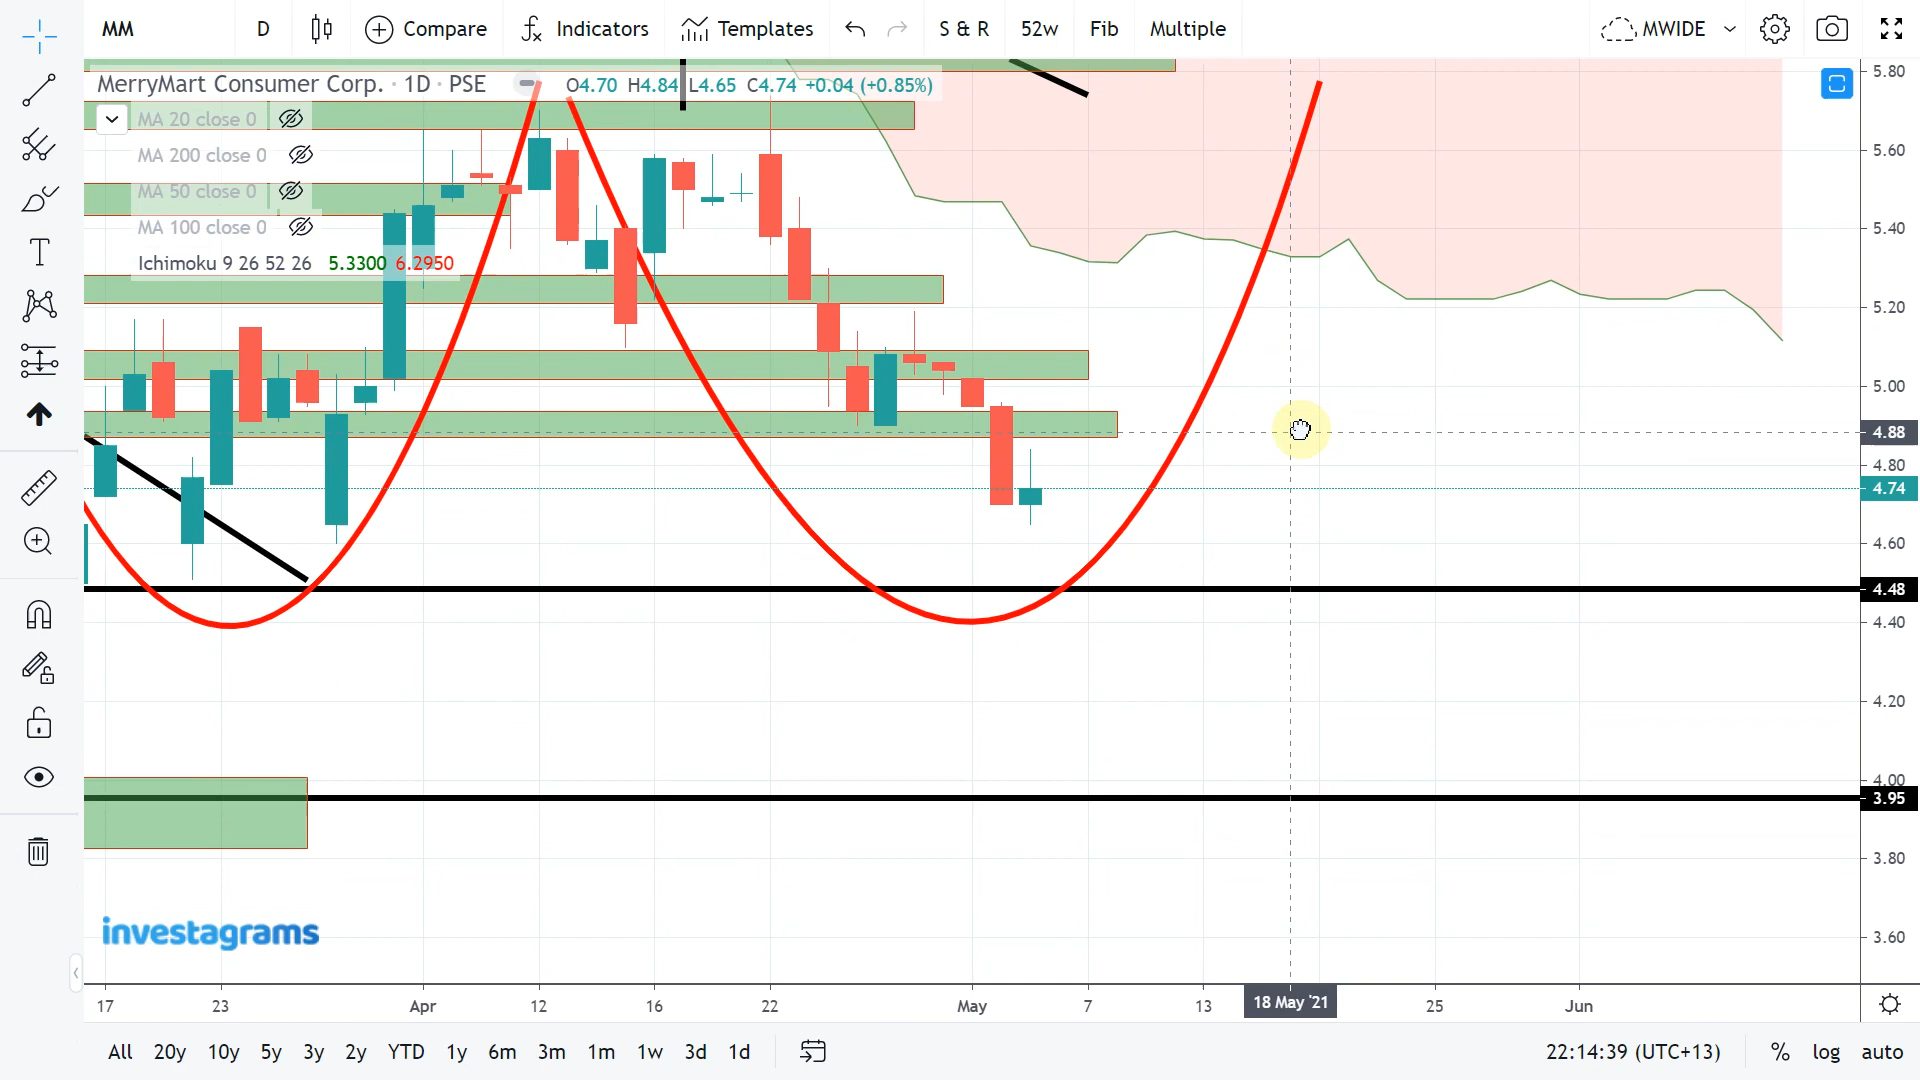 MM D Compare Indicators Templates S & R 52w Fib Multiple MWIDE
MerryMart Consumer Corp. · 1D · PSE O4.70 H4.84 L4.65 C4.74 +0.04 (+0.85%)
MA 20 close 0
MA 200 close 0
MA 50 close 0
MA 100 close 0
Ichimoku 9 26 52 26 5.3300 6.2950
5.80
5.60
5.40
5.20
5.00
4.88
4.80
4.74
4.60
4.48
4.40
4.20
4.00
3.95
3.80
3.60
investagrams
17 23 Apr 12 16 22 May 7 13 18 May '21 25 Jun
All 20y 10y 5y 3y 2y YTD 1y 6m 3m 1m 1w 3d 1d 22:14:39 (UTC+13) % log auto